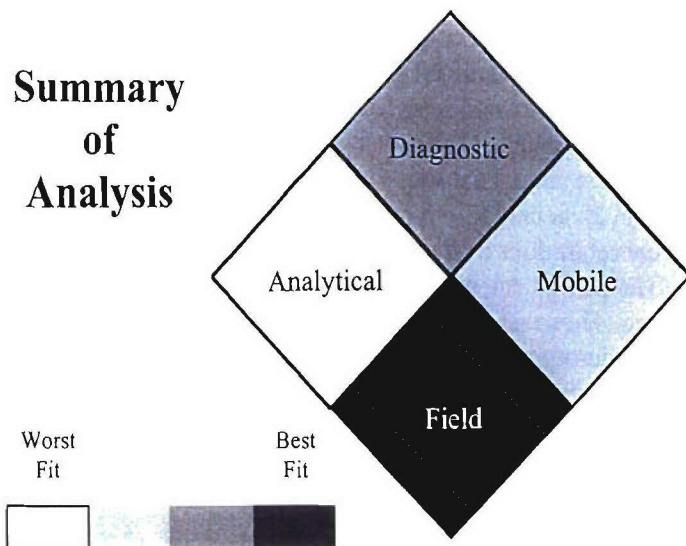 Summary
of
Analysis
Diagnostic
Analytical
Mobile
Field
Worst
Fit
Best
Fit